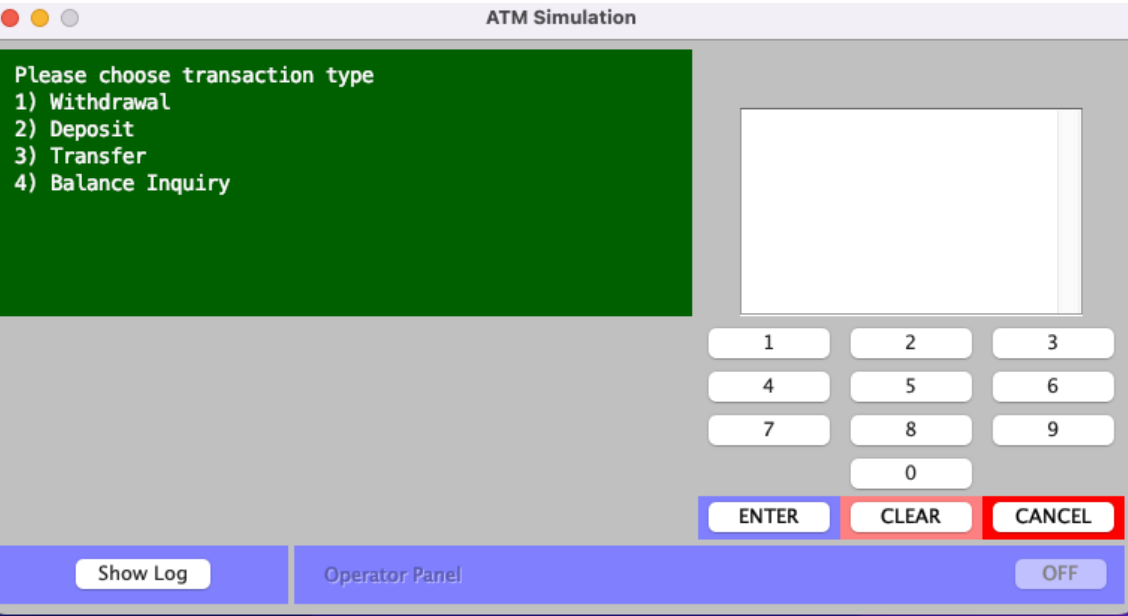 ATM Simulation
Please choose transaction type
1) Withdrawal
2) Deposit
3) Transfer
4) Balance Inquiry
1 2 3
4 5 6
7 8 9
0
ENTER CLEAR CANCEL
Show Log Operator Panel OFF